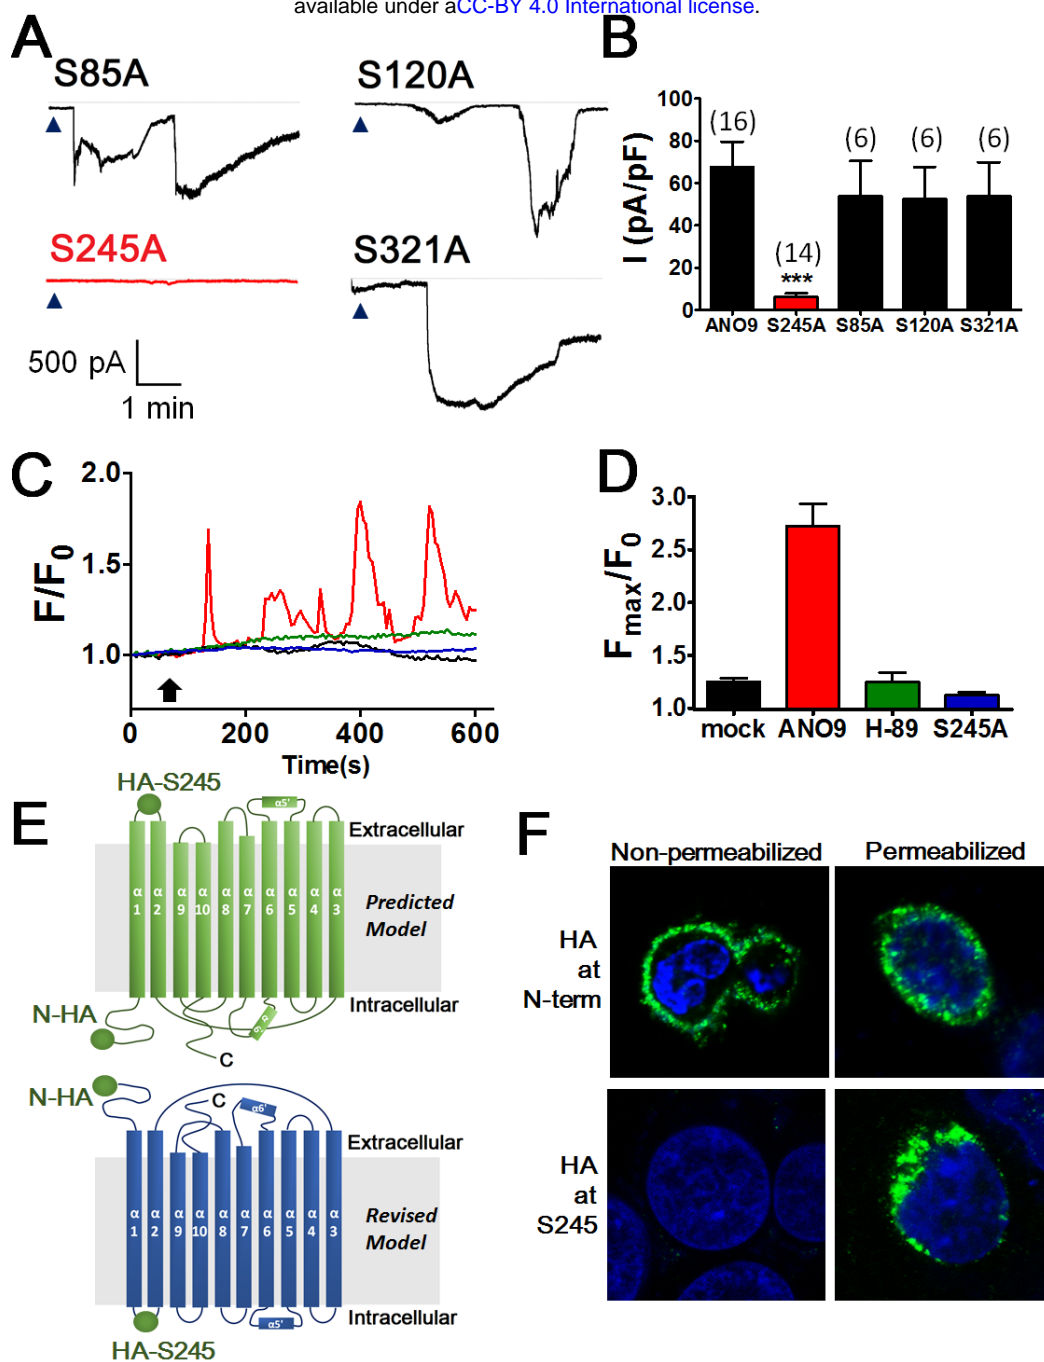 available under aCC-BY 4.0 International license.
A
S85A
S120A
S245A
S321A
500 pA
1 min
B
I (pA/pF)
100
80
60
40
20
0
(16)
(14)
***
(6)
(6)
(6)
ANO9 S245A S85A S120A S321A
C
F/F0
2.0
1.5
1.0
0 200 400 600
Time(s)
D
Fmax/F0
3.0
2.5
2.0
1.5
1.0
mock ANO9 H-89 S245A
E
HA-S245
α5'
Extracellular
α α α α α α α α α α
1 2 9 10 8 7 6 5 4 3
Predicted
Model
Intracellular
N-HA
α6'
C
N-HA
C
α6'
Extracellular
α α α α α α α α α α
1 2 9 10 8 7 6 5 4 3
Revised
Model
Intracellular
α5'
HA-S245
F
Non-permeabilized
Permeabilized
HA
at
N-term
HA
at
S245